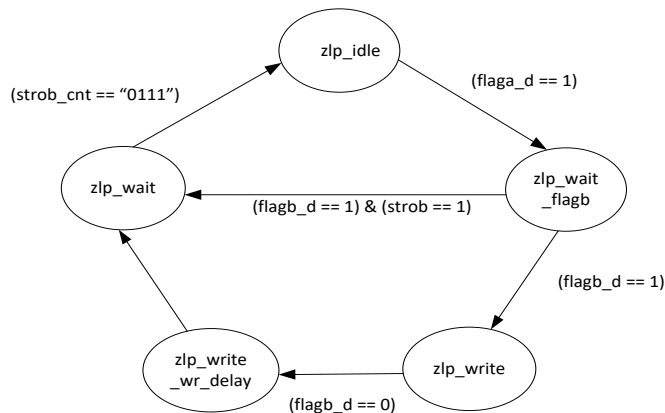 zlp_idle
(flaga_d == 1)
(strob_cnt == “0111”)
zlp_wait
zlp_wait
_flagb
(flagb_d == 1) & (strob == 1)
(flagb_d == 1)
zlp_write
_wr_delay
zlp_write
(flagb_d == 0)